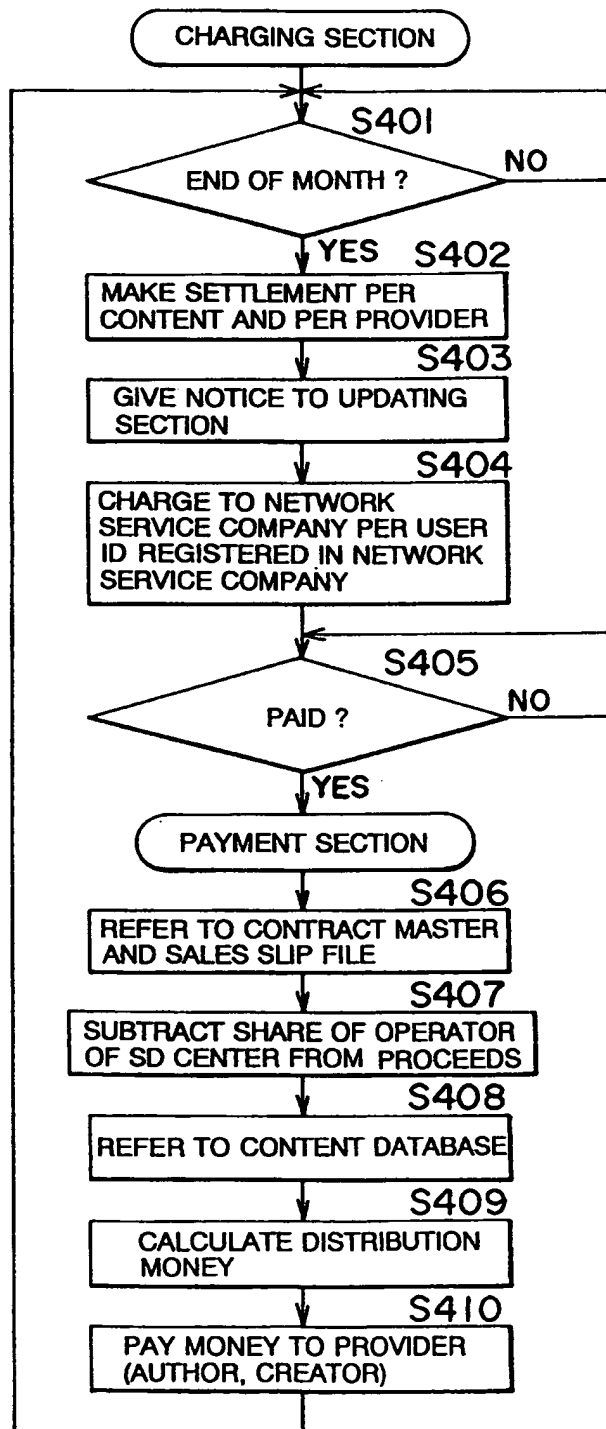 CHARGING SECTION
S401
END OF MONTH ?
NO
YES
S402
MAKE SETTLEMENT PER
CONTENT AND PER PROVIDER
S403
GIVE NOTICE TO UPDATING
SECTION
S404
CHARGE TO NETWORK
SERVICE COMPANY PER USER
ID REGISTERED IN NETWORK
SERVICE COMPANY
S405
PAID ?
NO
YES
PAYMENT SECTION
S406
REFER TO CONTRACT MASTER
AND SALES SLIP FILE
S407
SUBTRACT SHARE OF OPERATOR
OF SD CENTER FROM PROCEEDS
S408
REFER TO CONTENT DATABASE
S409
CALCULATE DISTRIBUTION
MONEY
S410
PAY MONEY TO PROVIDER
(AUTHOR, CREATOR)